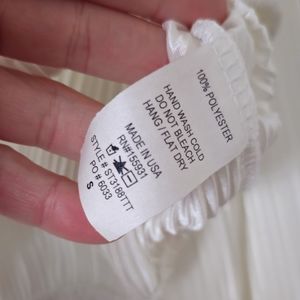 100% POLYESTER
HAND WASH COLD
DO NOT BLEACH
HANG / FLAT DRY
MADE IN USA
RN#155931
STYLE # ST3188TTT
PO # 6033
S